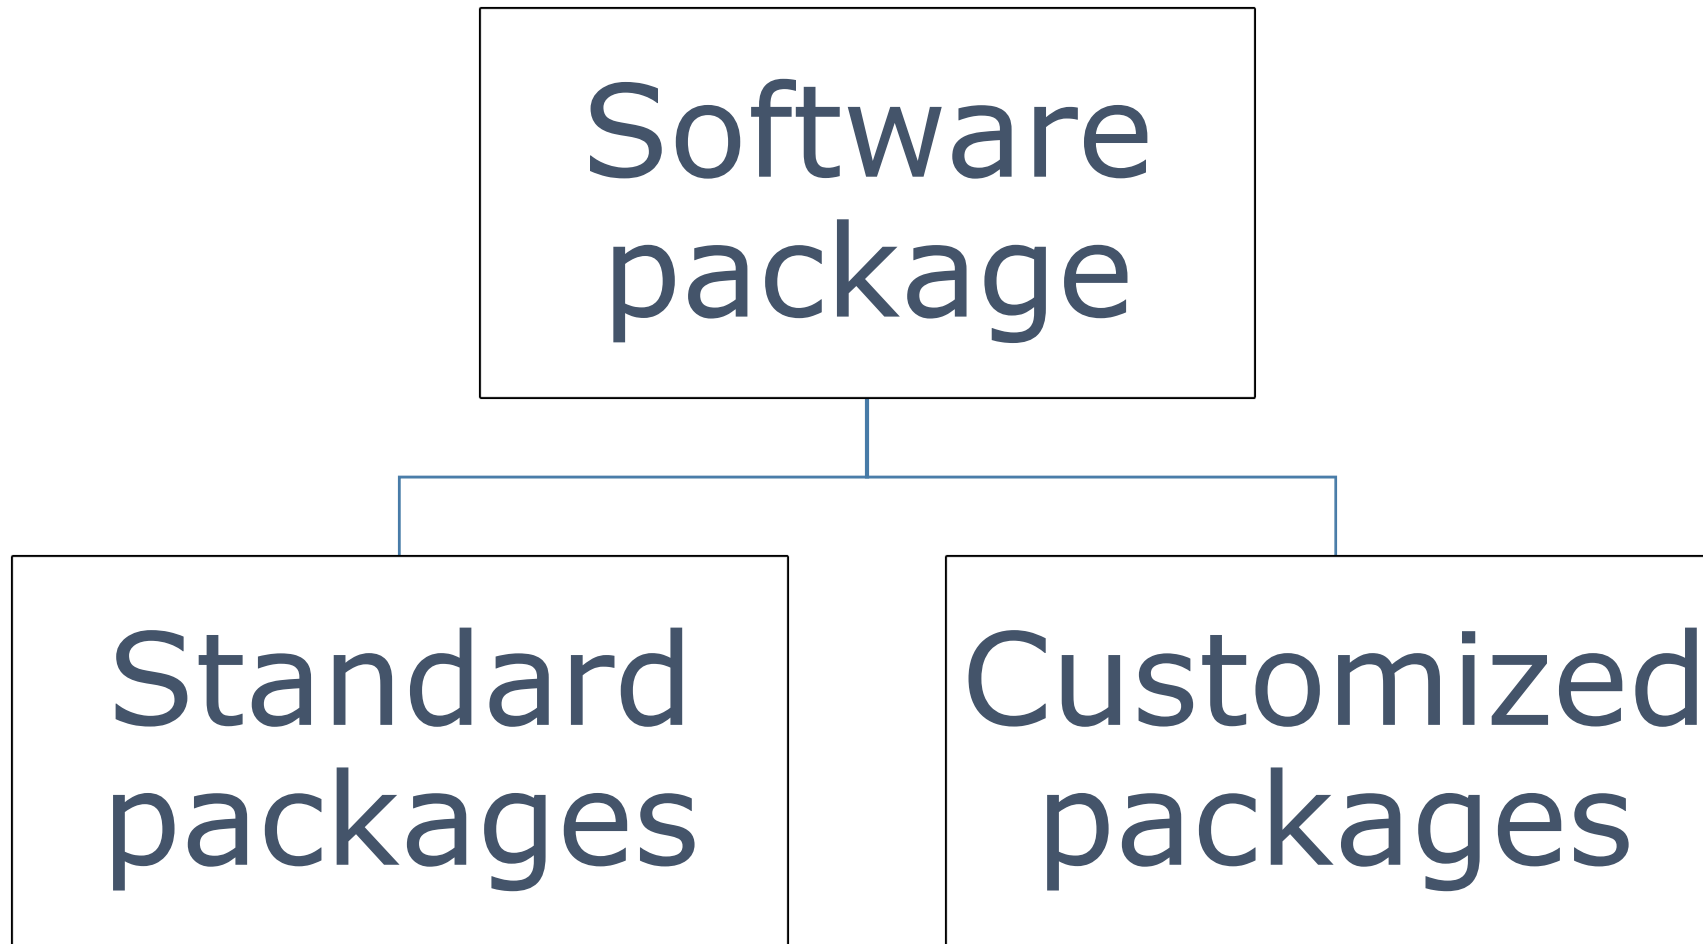 Software
package
Standard
packages
Customized
packages